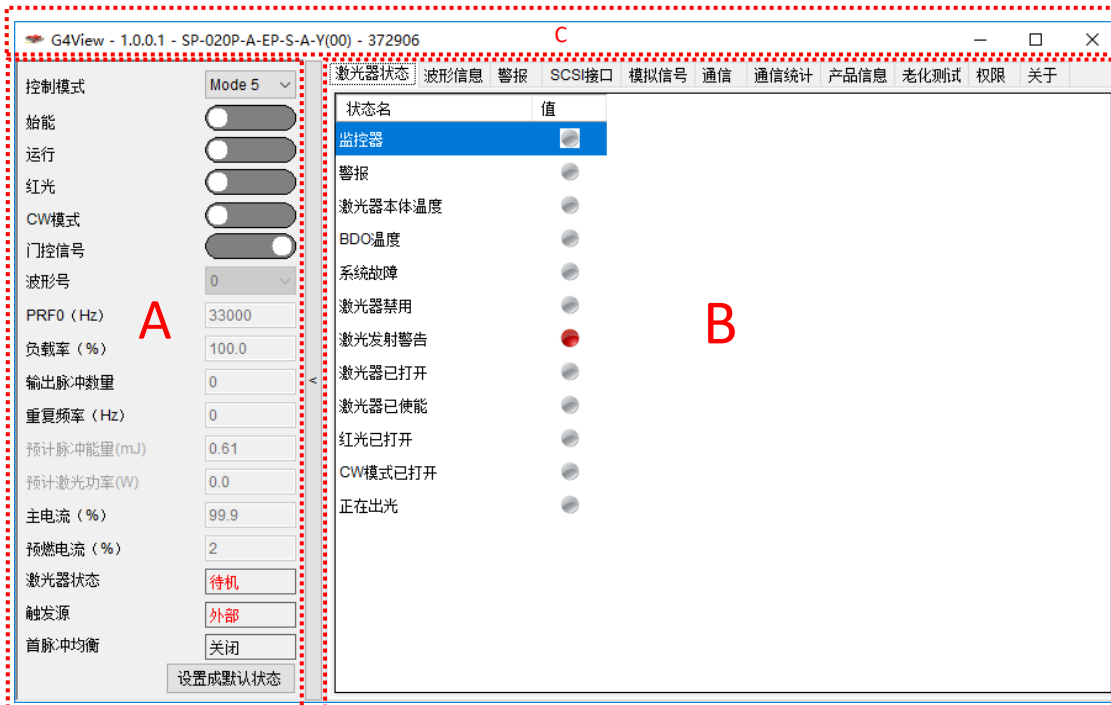 C
G4View - 1.0.0.1 - SP-020P-A-EP-S-A-Y(00) - 372906
控制模式 Mode 5
始能
运行
红光
CW模式
门控信号
波形号 0
PRF0（Hz） 33000
负载率（%） 100.0
输出脉冲数量 0
重复频率（Hz） 0
预计脉冲能量(mJ) 0.61
预计激光功率(W) 0.0
主电流（%） 99.9
预燃电流（%） 2
激光器状态 待机
触发源 外部
首脉冲均衡 关闭
设置成默认状态
A
<
激光器状态 波形信息 警报 SCSI接口 模拟信号 通信 通信统计 产品信息 老化测试 权限 关于
状态名 值
监控器
警报
激光器本体温度
BDO温度
系统故障
激光器禁用
激光发射警告
激光器已打开
激光器已使能
红光已打开
CW模式已打开
正在出光
B